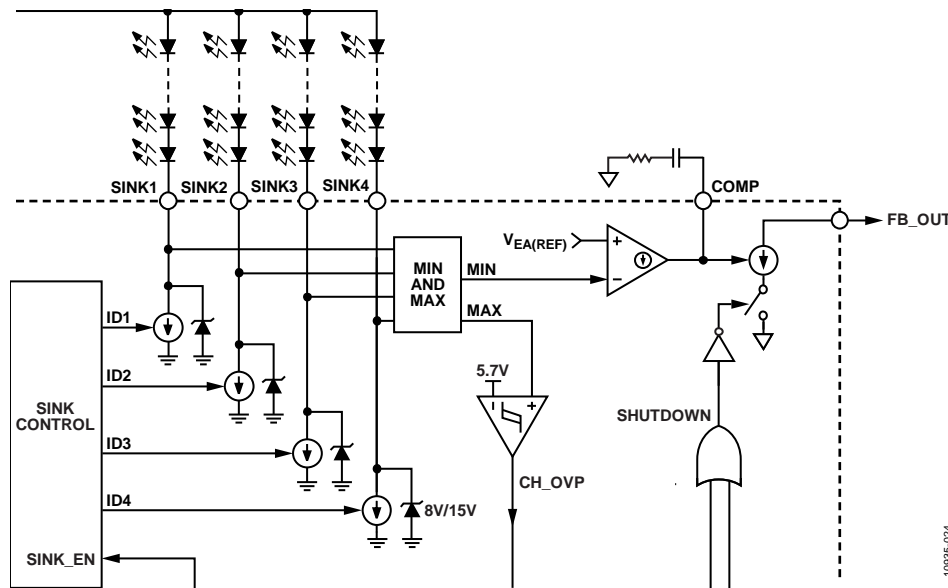 SINK1
SINK2
SINK3
SINK4
COMP
FB_OUT
VEA(REF)
+
–
MIN
AND
MAX
MIN
MAX
ID1
5.7V
– +
ID2
SINK
CONTROL
SHUTDOWN
ID3
CH_OVP
ID4
8V/15V
SINK_EN